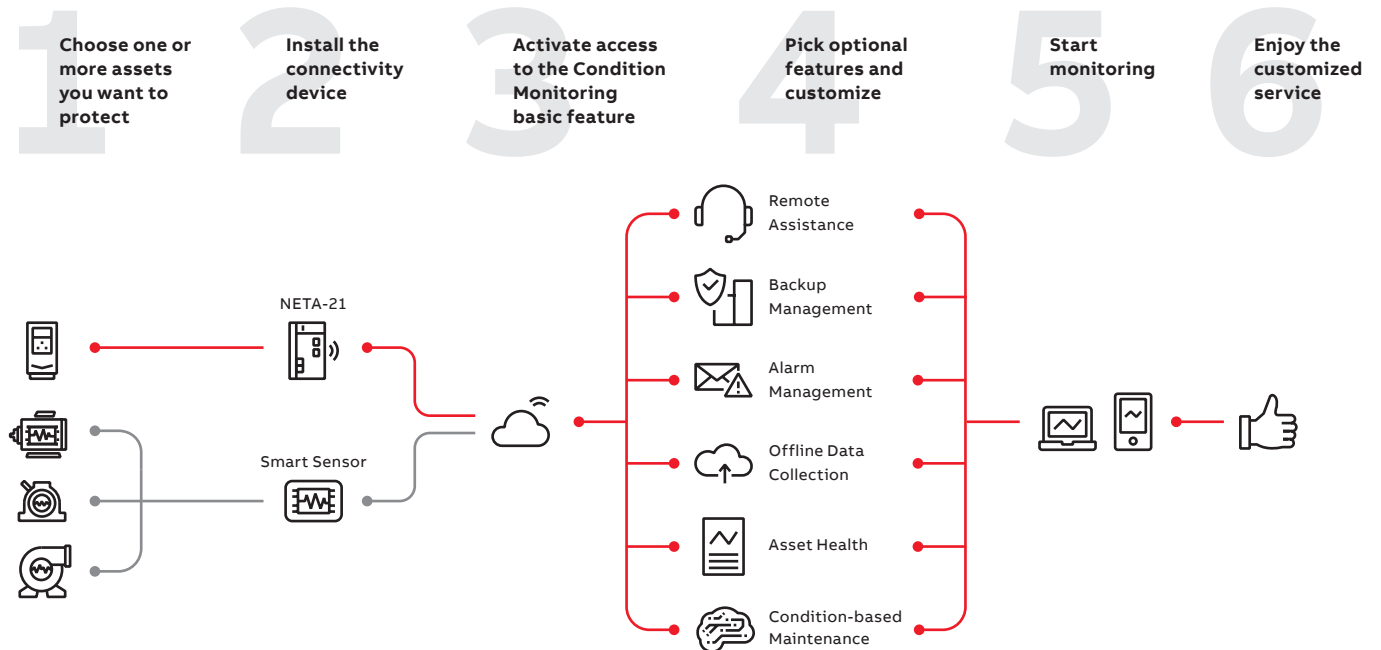 1
Choose one or
more assets
you want to
protect
2
Install the
connectivity
device
3
Activate access
to the Condition
Monitoring
basic feature
4
Pick optional
features and
customize
5
Start
monitoring
6
Enjoy the
customized
service
NETA-21
Smart Sensor
Remote
Assistance
Backup
Management
Alarm
Management
Offline Data
Collection
Asset Health
Condition-based
Maintenance